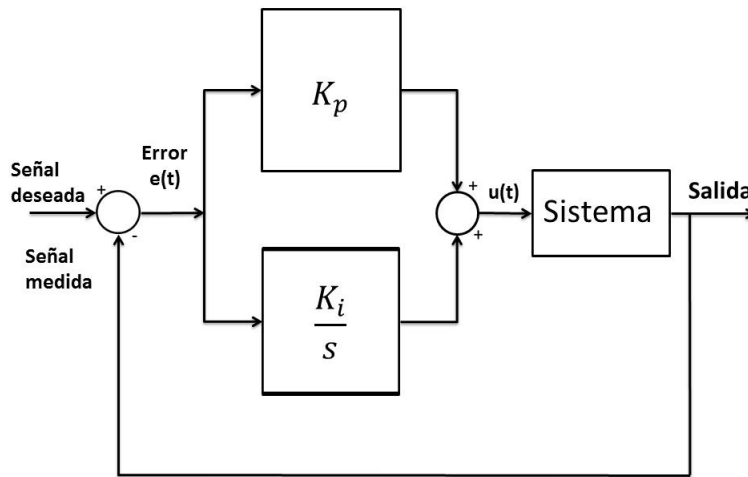 Señal
deseada
+
-
Señal
medida
Error
e(t)
K_p
K_i
s
+
+
u(t)
Sistema
Salida